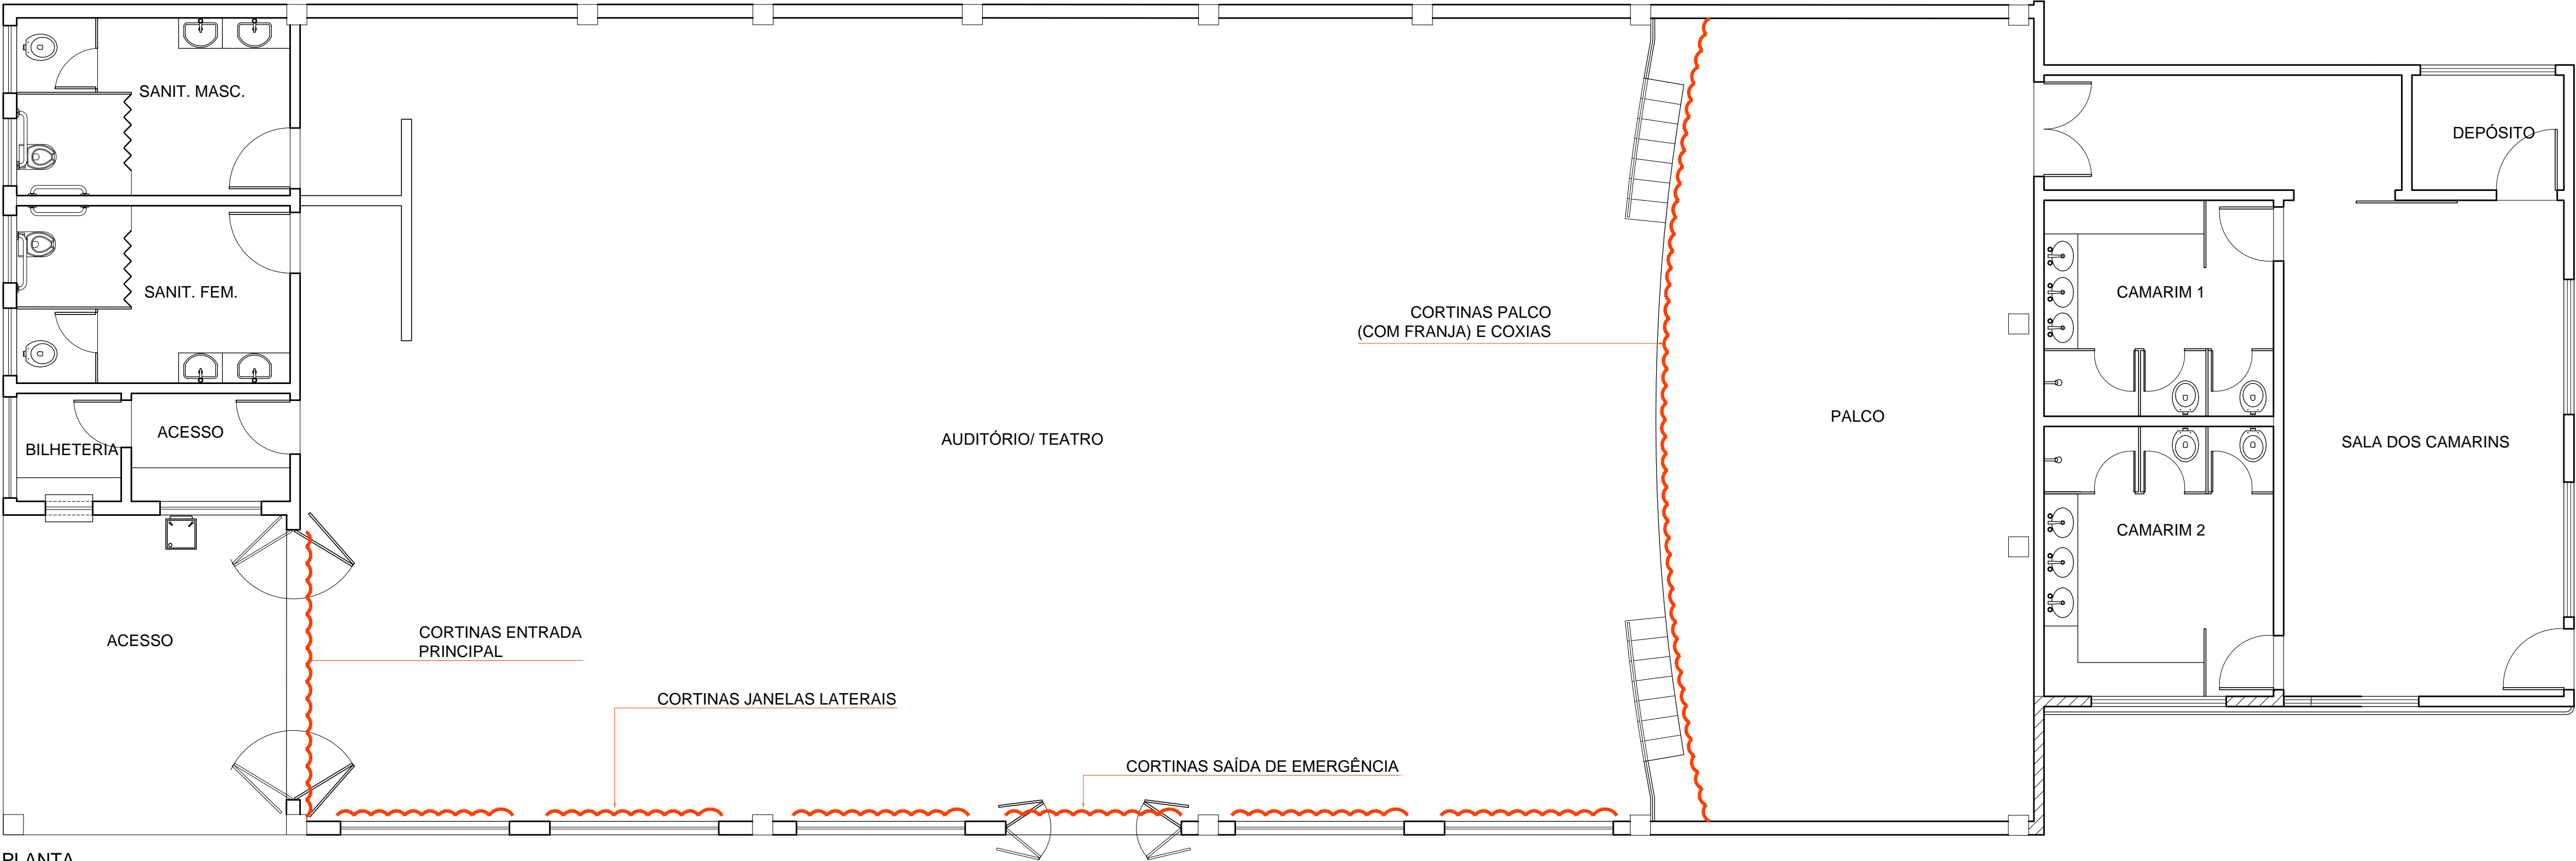 SANIT. MASC.
DEPÓSITO
SANIT. FEM.
CAMARIM 1
CORTINAS PALCO
(COM FRANJA) E COXIAS
PALCO
ACESSO
BILHETERIA
AUDITÓRIO/ TEATRO
SALA DOS CAMARINS
CAMARIM 2
ACESSO
CORTINAS ENTRADA
PRINCIPAL
CORTINAS JANELAS LATERAIS
CORTINAS SAÍDA DE EMERGÊNCIA
PLANTA